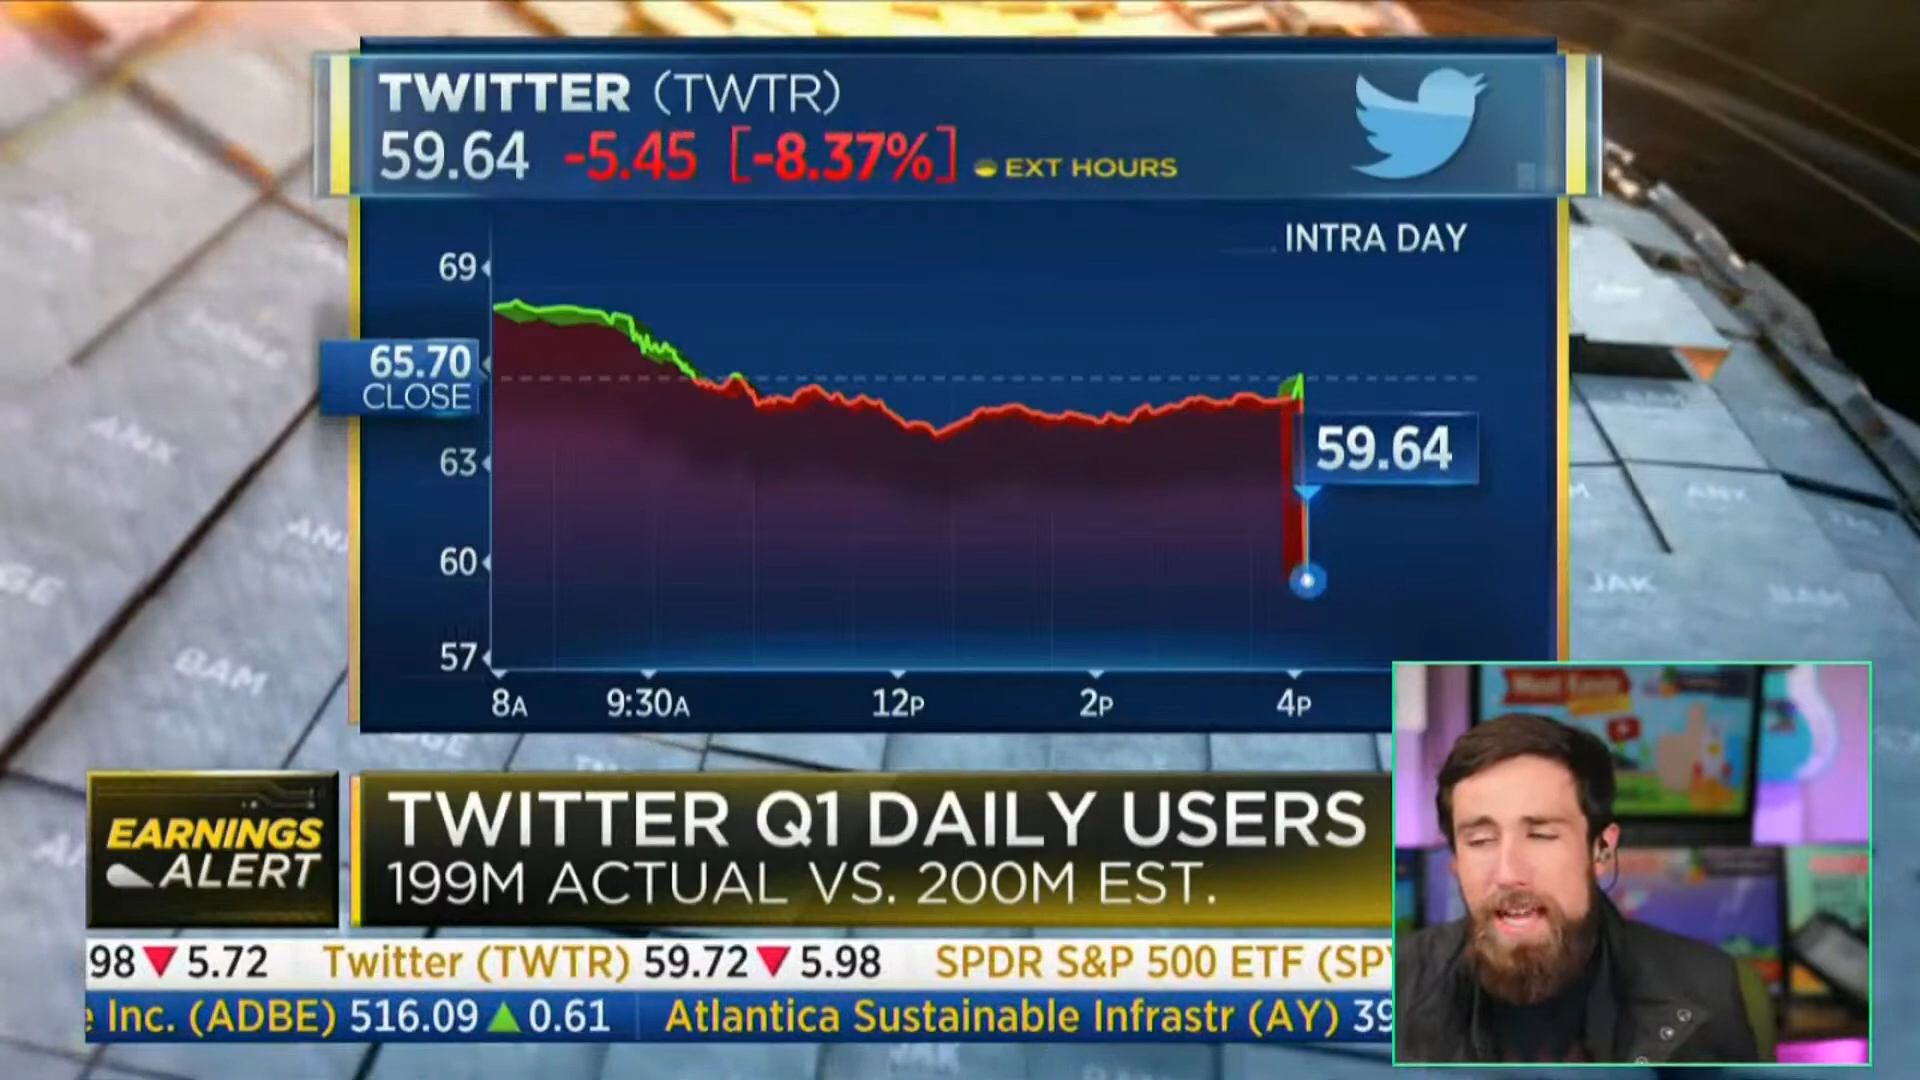 TWITTER (TWTR)
59.64 -5.45 [-8.37%] EXT HOURS
INTRA DAY
69
65.70
CLOSE
63
59.64
60
57
8A 9:30A 12P 2P 4P
EARNINGS
ALERT
TWITTER Q1 DAILY USERS
199M ACTUAL VS. 200M EST.
98 ▼ 5.72 Twitter (TWTR) 59.72 ▼ 5.98 SPDR S&P 500 ETF (SPY
e Inc. (ADBE) 516.09 ▲ 0.61 Atlantica Sustainable Infrastr (AY) 39
BAM
JAK